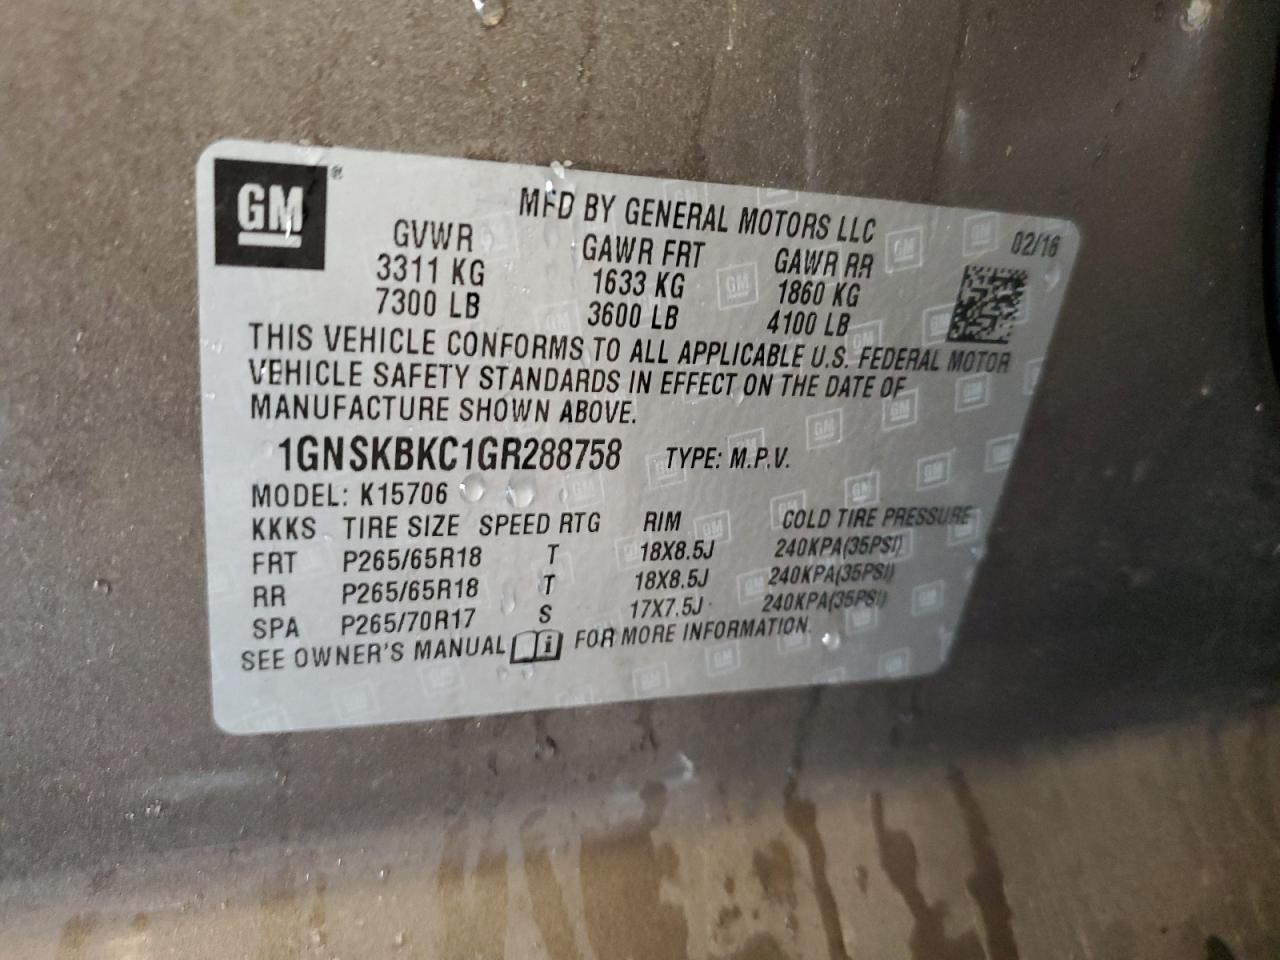 GM®
MFD BY GENERAL MOTORS LLC
02/16
GVWR GAWR FRT GAWR RR
3311 KG 1633 KG 1860 KG
7300 LB 3600 LB 4100 LB
THIS VEHICLE CONFORMS TO ALL APPLICABLE U.S. FEDERAL MOTOR
VEHICLE SAFETY STANDARDS IN EFFECT ON THE DATE OF
MANUFACTURE SHOWN ABOVE.
1GNSKBKC1GR288758 TYPE: M.P.V.
MODEL: K15706
KKKS TIRE SIZE SPEED RTG RIM COLD TIRE PRESSURE
FRT P265/65R18 T 18X8.5J 240KPA(35PSI)
RR P265/65R18 T 18X8.5J 240KPA(35PSI)
SPA P265/70R17 S 17X7.5J 240KPA(35PSI)
SEE OWNER'S MANUAL i FOR MORE INFORMATION.